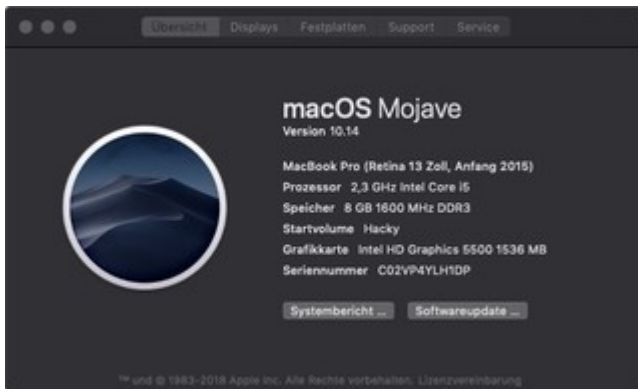 Übersicht Displays Festplatten Support Service
macOS Mojave
Version 10.14
MacBook Pro (Retina 13 Zoll, Anfang 2015)
Prozessor 2,3 GHz Intel Core i5
Speicher 8 GB 1600 MHz DDR3
Startvolume Hacky
Grafikkarte Intel HD Graphics 5500 1536 MB
Seriennummer C02VP4YLH1DP
Systembericht ... Softwareupdate ...
™ und © 1983-2018 Apple Inc. Alle Rechte vorbehalten. Lizenzvereinbarung